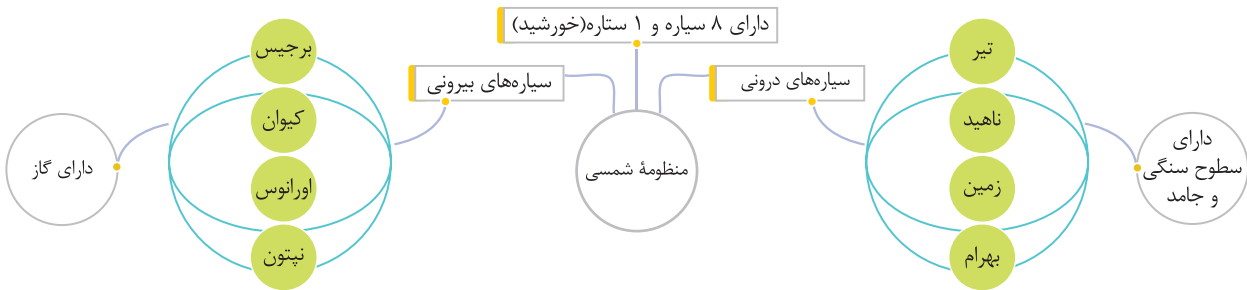 دارای ۸ سیاره و ۱ ستاره(خورشید)
منظومهٔ شمسی
سیاره‌های درونی
تیر
ناهید
زمین
بهرام
دارای
سطوح سنگی
و جامد
سیاره‌های بیرونی
برجیس
کیوان
اورانوس
نپتون
دارای گاز